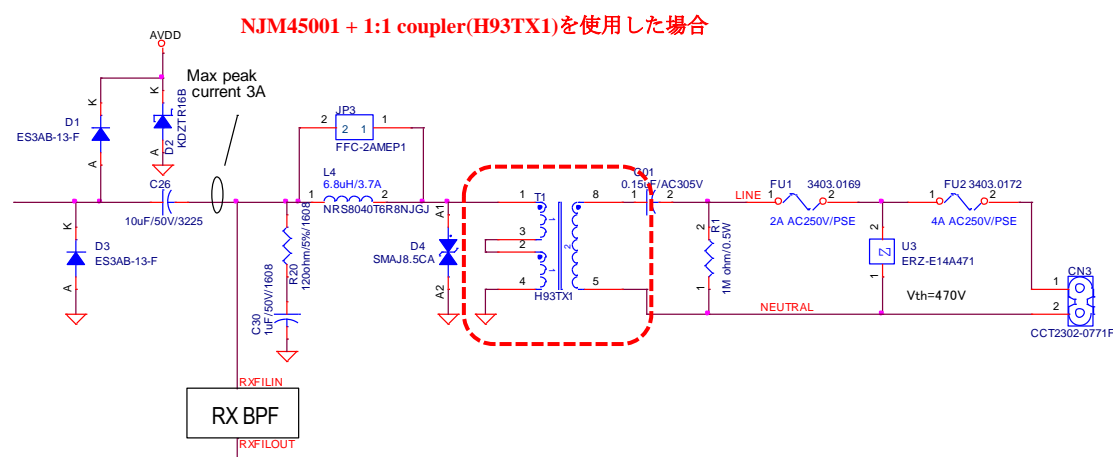 NJM45001 + 1:1 coupler(H93TX1)を使用した場合
AVDD
Max peak
current 3A
K
D1
ES3AB-13-F
A
K
D2
KDZTR16B
A
C26
10uF/50V/3225
K
D3
ES3AB-13-F
A
JP3
2
2
1
1
FFC-2AMEP1
L4
6.8uH/3.7A
1
2
NRS8040T6R8NJGJ
R20
120ohm/5%/1608
C30
1uF/50V/1608
A1
D4
SMAJ8.5CA
A2
RXFILIN
RX BPF
RXFILOUT
T1
1
8
3
2
4
5
1
1
2
H93TX1
0.15uF/AC305V
1
2
LINE
R1
1M ohm/0.5W
2
1
NEUTRAL
FU1
3403.0169
1
2
2A AC250V/PSE
FU2 3403.0172
1
2
4A AC250V/PSE
2
U3
ERZ-E14A471
1
Vth=470V
CN3
1
2
CCT2302-0771F